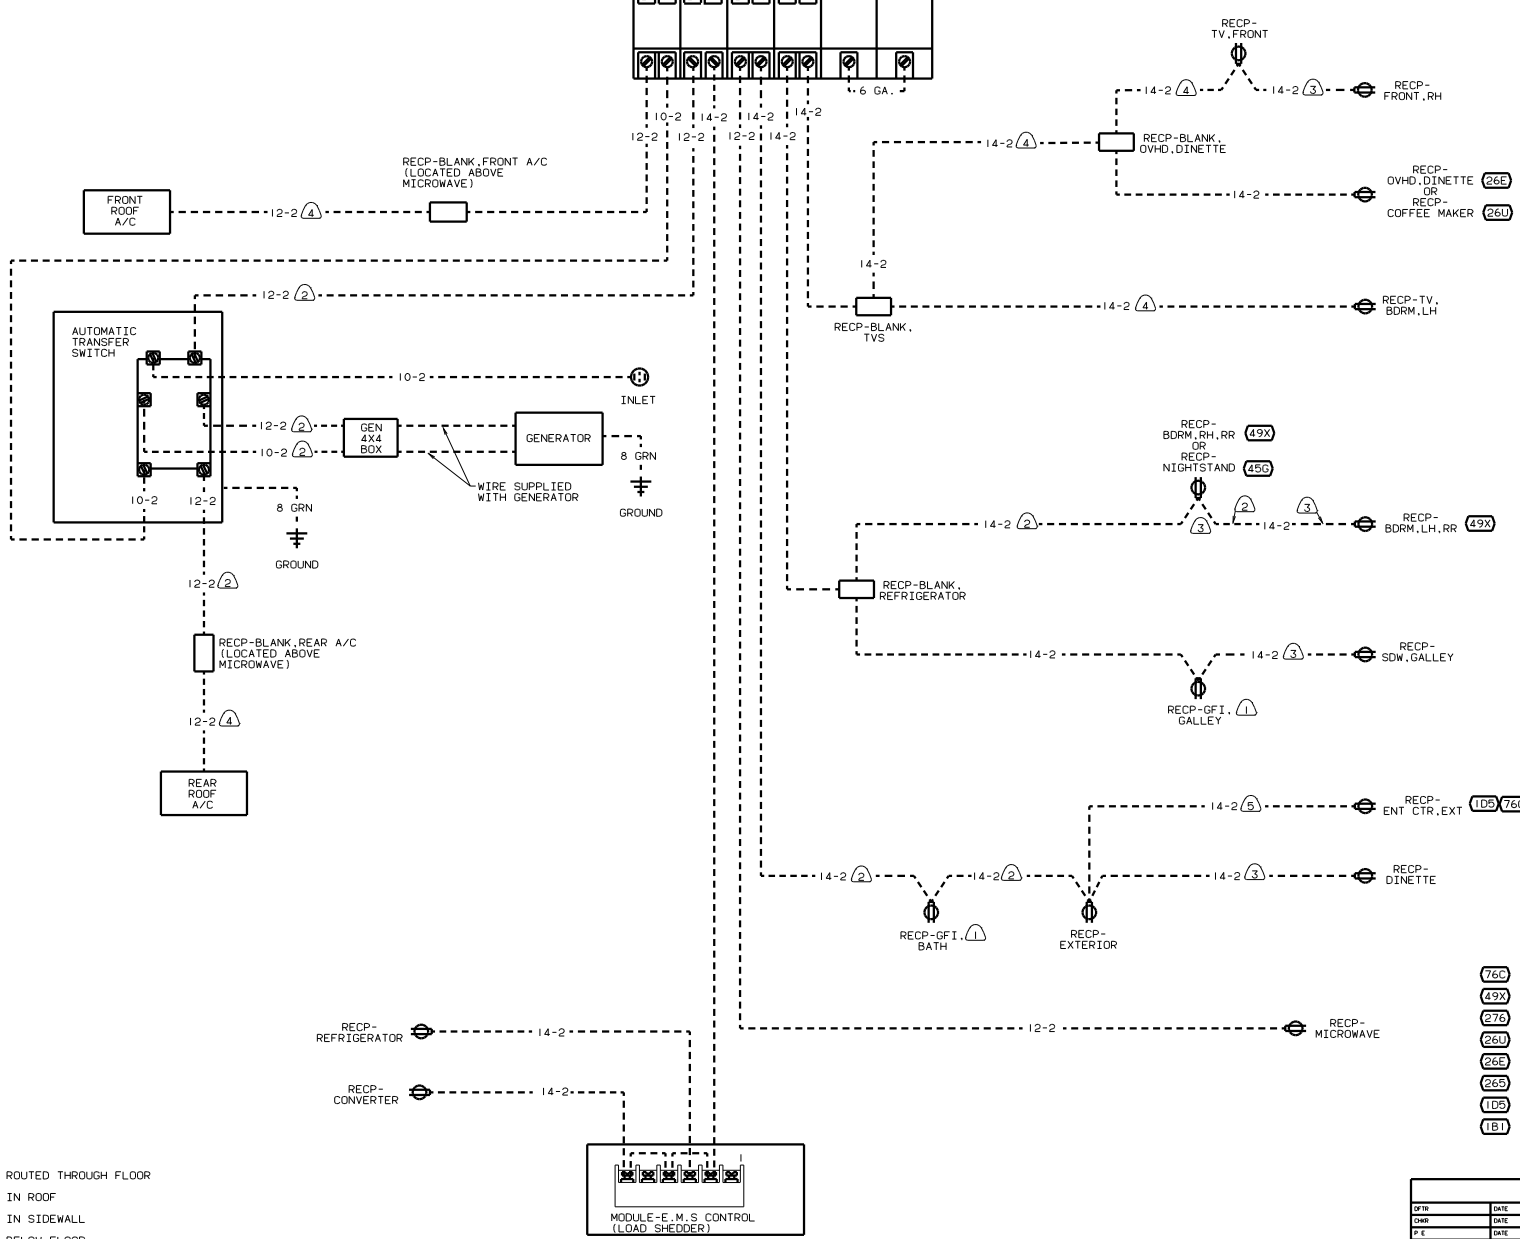 RECP-
TV,FRONT
14-2 4
14-2 3
RECP-
FRONT,RH
6 GA.
10-2
14-2
14-2
14-2
12-2
12-2
12-2
14-2
RECP-BLANK,
OVHD,DINETTE
14-2 4
RECP-BLANK,FRONT A/C
(LOCATED ABOVE
MICROWAVE)
RECP-
OVHD,DINETTE 26E
OR
RECP-
COFFEE MAKER 26U
14-2
FRONT
ROOF
A/C
12-2 4
14-2
12-2 2
14-2 4
RECP-TV,
BDRM,LH
RECP-BLANK,
TVS
AUTOMATIC
TRANSFER
SWITCH
10-2
INLET
12-2 2
10-2 2
GEN
4X4
BOX
GENERATOR
8 GRN
GROUND
WIRE SUPPLIED
WITH GENERATOR
RECP-
BDRM,RH,RR 49X
OR
RECP-
NIGHTSTAND 45G
10-2
12-2
8 GRN
GROUND
14-2 2
3
2
14-2
3
RECP-
BDRM,LH,RR 49X
12-2 2
RECP-BLANK,
REFRIGERATOR
RECP-BLANK,REAR A/C
(LOCATED ABOVE
MICROWAVE)
14-2
14-2 3
RECP-
SDW,GALLEY
RECP-GFI, 1
GALLEY
12-2 4
REAR
ROOF
A/C
14-2 5
RECP-
ENT CTR,EXT 1D5
14-2 2
14-2 2
14-2 3
RECP-
DINETTE
RECP-GFI, 1
BATH
RECP-
EXTERIOR
76C
49X
276
26U
26E
265
1D5
1B1
RECP-
REFRIGERATOR
14-2
12-2
RECP-
MICROWAVE
RECP-
CONVERTER
14-2
1
MODULE-E.M.S CONTROL
(LOAD SHEDDER)
ROUTED THROUGH FLOOR
IN ROOF
IN SIDEWALL
BELOW FLOOR
DFTR DATE
CHKR DATE
P E DATE